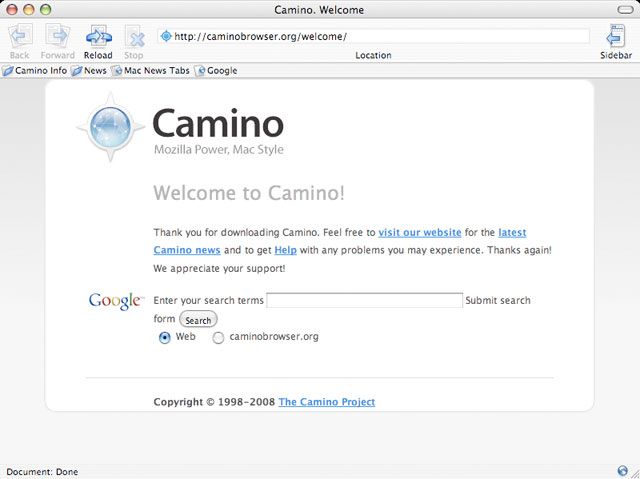 Camino. Welcome
http://caminobrowser.org/welcome/
Back Forward Reload Stop Location Sidebar
Camino Info News Mac News Tabs Google
Camino
Mozilla Power, Mac Style
Welcome to Camino!
Thank you for downloading Camino. Feel free to visit our website for the latest
Camino news and to get Help with any problems you may experience. Thanks again!
We appreciate your support!
Google™ Enter your search terms Submit search
form Search
Web caminobrowser.org
Copyright © 1998-2008 The Camino Project
Document: Done